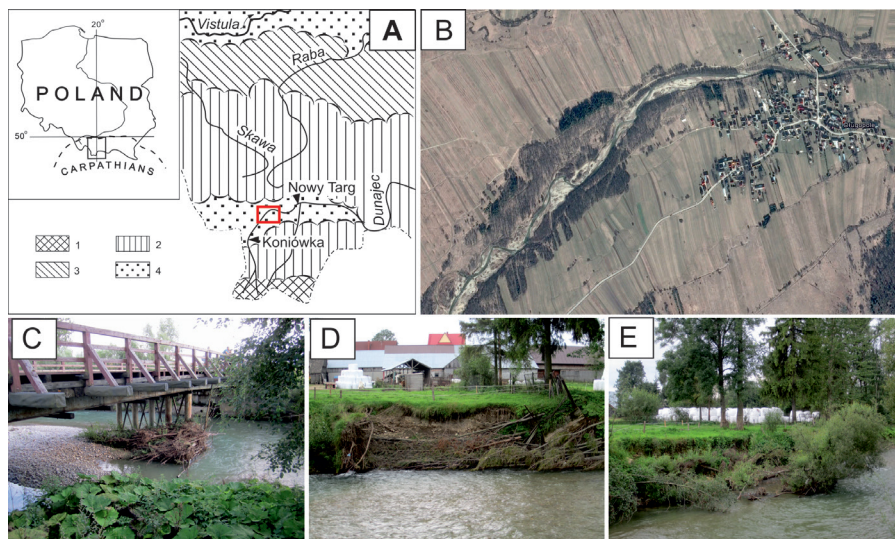 20°
POLAND
50°
CARPATHIANS
1
2
3
4
A
Vistula
Raba
Skawa
Nowy Targ
Dunajec
Koniówka
B
C
D
E